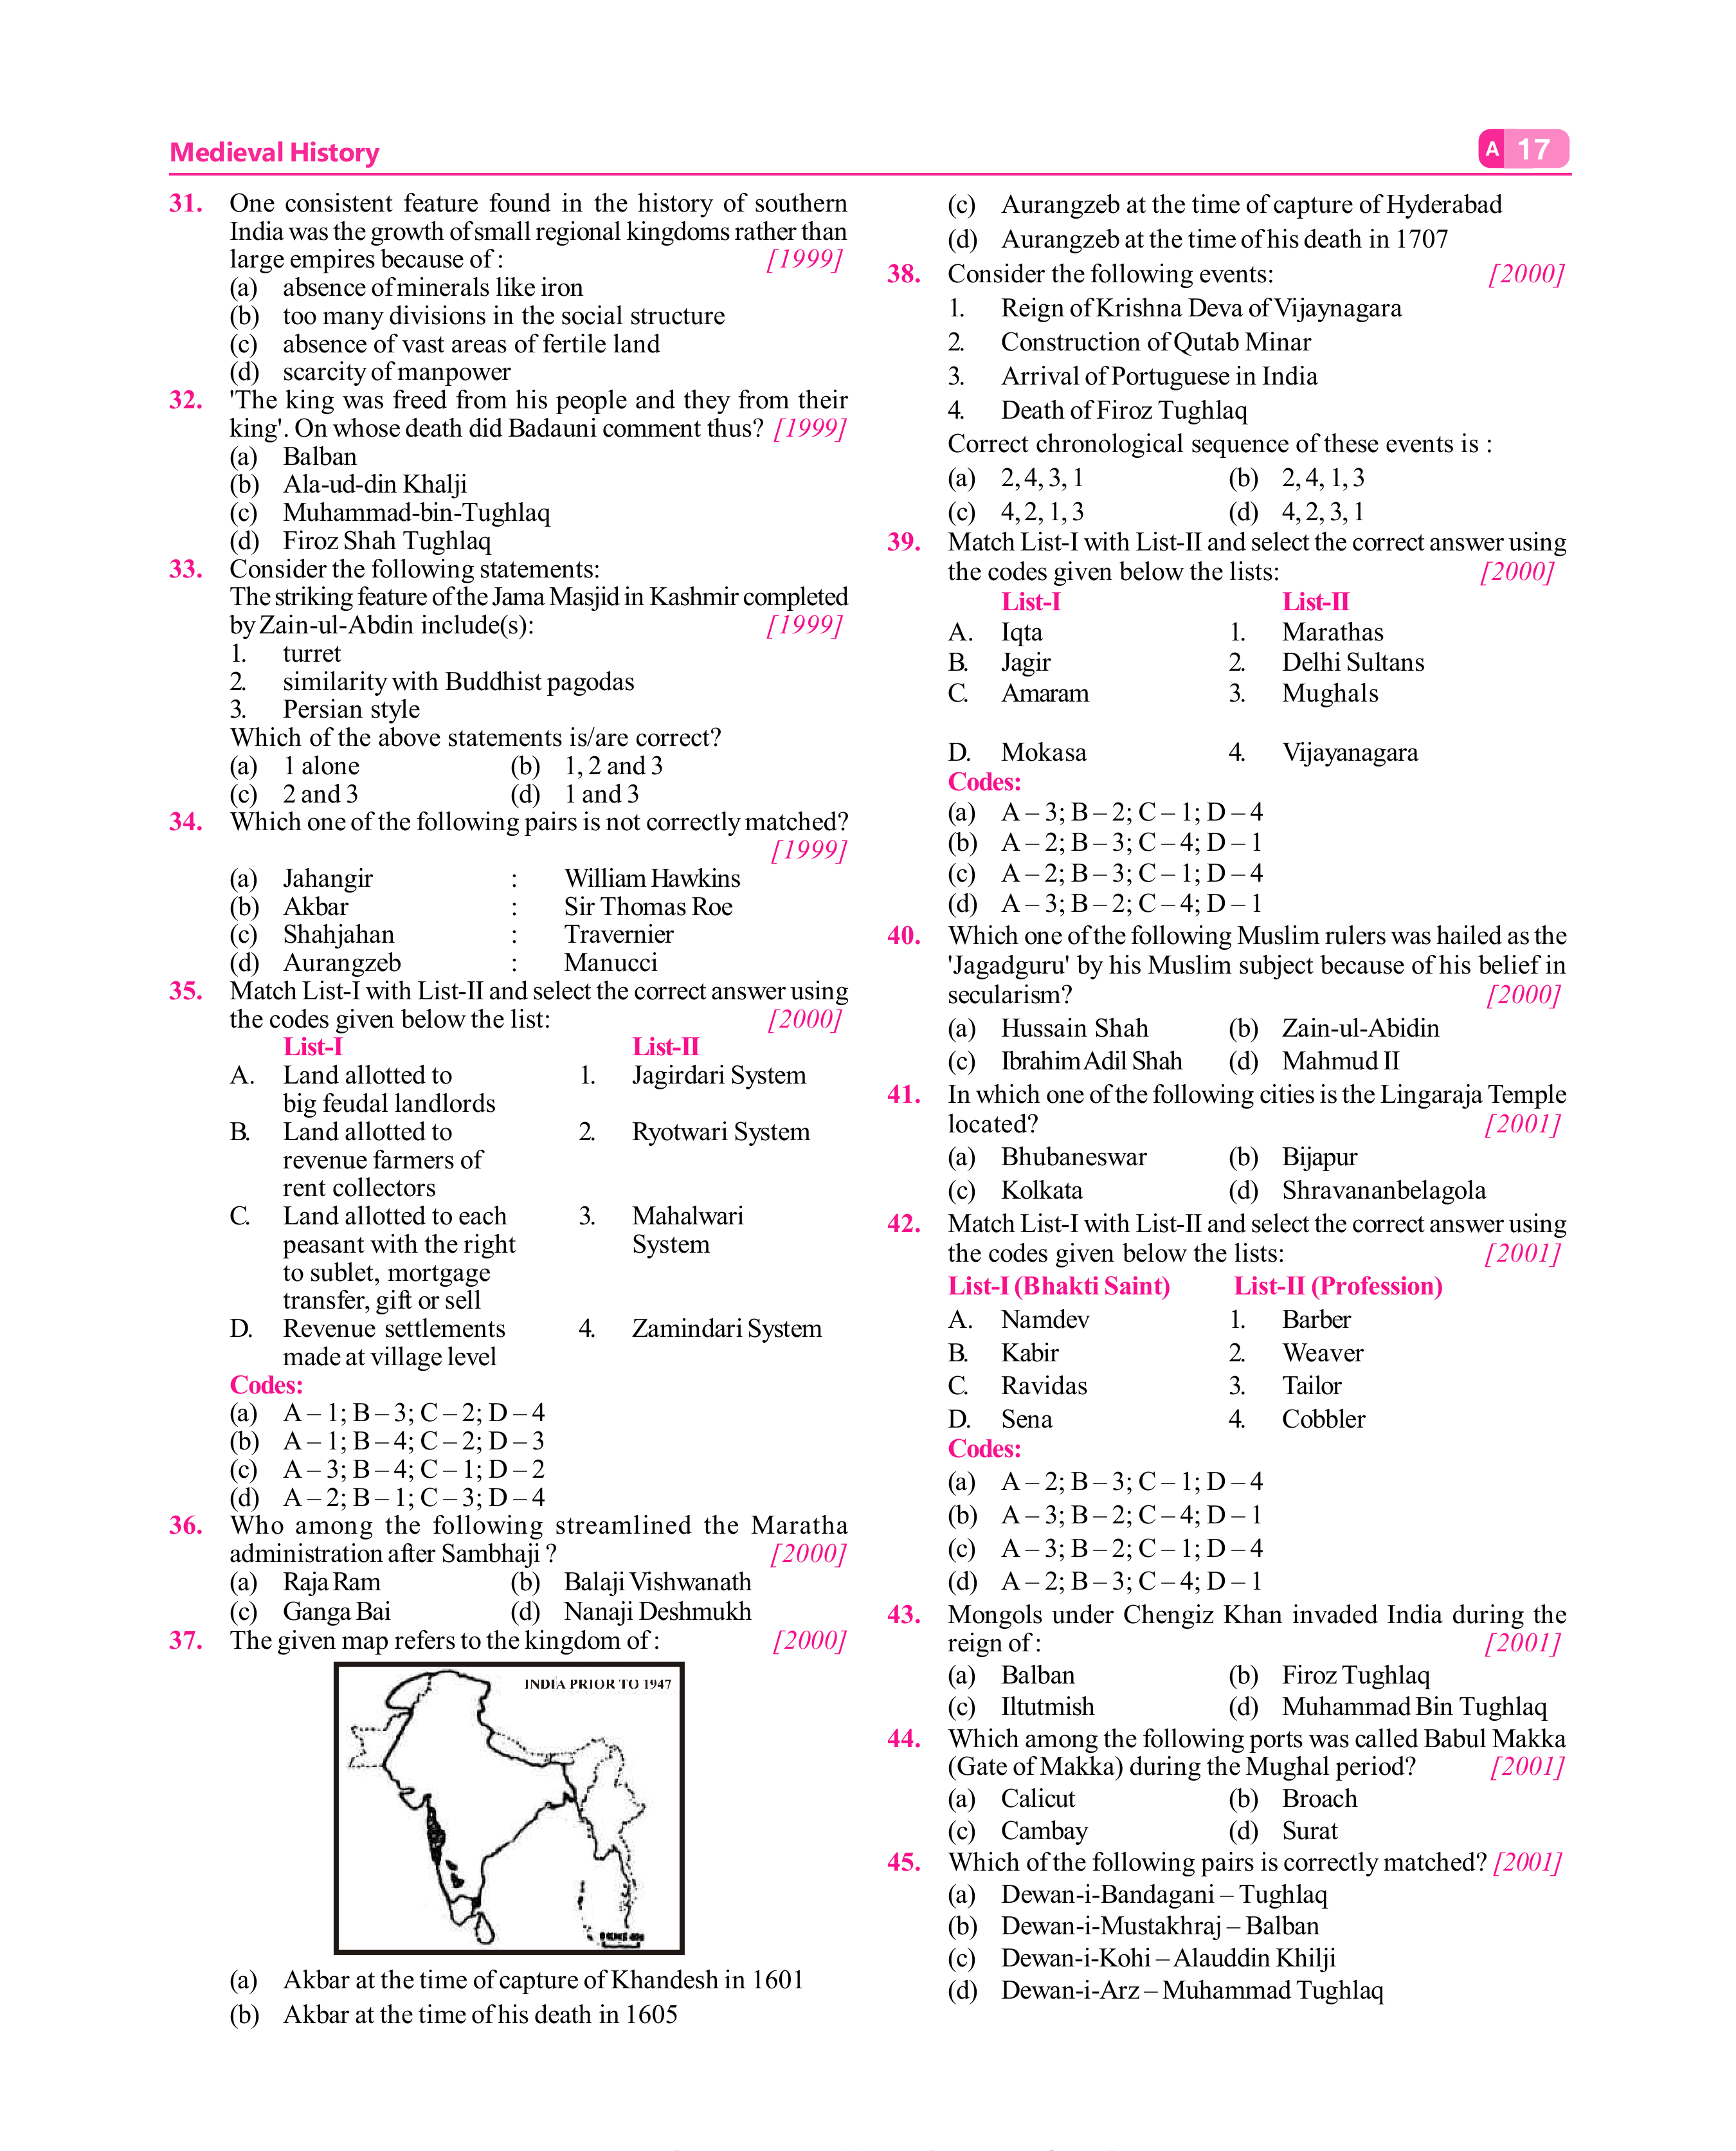 Medieval History
A 17
31. One consistent feature found in the history of southern
India was the growth of small regional kingdoms rather than
large empires because of : [1999]
(a) absence of minerals like iron
(b) too many divisions in the social structure
(c) absence of vast areas of fertile land
(d) scarcity of manpower
32. 'The king was freed from his people and they from their
king'. On whose death did Badauni comment thus? [1999]
(a) Balban
(b) Ala-ud-din Khalji
(c) Muhammad-bin-Tughlaq
(d) Firoz Shah Tughlaq
33. Consider the following statements:
The striking feature of the Jama Masjid in Kashmir completed
by Zain-ul-Abdin include(s): [1999]
1. turret
2. similarity with Buddhist pagodas
3. Persian style
Which of the above statements is/are correct?
(a) 1 alone (b) 1, 2 and 3
(c) 2 and 3 (d) 1 and 3
34. Which one of the following pairs is not correctly matched?
[1999]
(a) Jahangir : William Hawkins
(b) Akbar : Sir Thomas Roe
(c) Shahjahan : Travernier
(d) Aurangzeb : Manucci
35. Match List-I with List-II and select the correct answer using
the codes given below the list: [2000]
List-I List-II
A. Land allotted to 1. Jagirdari System
big feudal landlords
B. Land allotted to 2. Ryotwari System
revenue farmers of
rent collectors
C. Land allotted to each 3. Mahalwari
peasant with the right System
to sublet, mortgage
transfer, gift or sell
D. Revenue settlements 4. Zamindari System
made at village level
Codes:
(a) A – 1; B – 3; C – 2; D – 4
(b) A – 1; B – 4; C – 2; D – 3
(c) A – 3; B – 4; C – 1; D – 2
(d) A – 2; B – 1; C – 3; D – 4
36. Who among the following streamlined the Maratha
administration after Sambhaji ? [2000]
(a) Raja Ram (b) Balaji Vishwanath
(c) Ganga Bai (d) Nanaji Deshmukh
37. The given map refers to the kingdom of : [2000]
INDIA PRIOR TO 1947
(a) Akbar at the time of capture of Khandesh in 1601
(b) Akbar at the time of his death in 1605
(c) Aurangzeb at the time of capture of Hyderabad
(d) Aurangzeb at the time of his death in 1707
38. Consider the following events: [2000]
1. Reign of Krishna Deva of Vijaynagara
2. Construction of Qutab Minar
3. Arrival of Portuguese in India
4. Death of Firoz Tughlaq
Correct chronological sequence of these events is :
(a) 2, 4, 3, 1 (b) 2, 4, 1, 3
(c) 4, 2, 1, 3 (d) 4, 2, 3, 1
39. Match List-I with List-II and select the correct answer using
the codes given below the lists: [2000]
List-I List-II
A. Iqta 1. Marathas
B. Jagir 2. Delhi Sultans
C. Amaram 3. Mughals
D. Mokasa 4. Vijayanagara
Codes:
(a) A – 3; B – 2; C – 1; D – 4
(b) A – 2; B – 3; C – 4; D – 1
(c) A – 2; B – 3; C – 1; D – 4
(d) A – 3; B – 2; C – 4; D – 1
40. Which one of the following Muslim rulers was hailed as the
'Jagadguru' by his Muslim subject because of his belief in
secularism? [2000]
(a) Hussain Shah (b) Zain-ul-Abidin
(c) Ibrahim Adil Shah (d) Mahmud II
41. In which one of the following cities is the Lingaraja Temple
located? [2001]
(a) Bhubaneswar (b) Bijapur
(c) Kolkata (d) Shravananbelagola
42. Match List-I with List-II and select the correct answer using
the codes given below the lists: [2001]
List-I (Bhakti Saint) List-II (Profession)
A. Namdev 1. Barber
B. Kabir 2. Weaver
C. Ravidas 3. Tailor
D. Sena 4. Cobbler
Codes:
(a) A – 2; B – 3; C – 1; D – 4
(b) A – 3; B – 2; C – 4; D – 1
(c) A – 3; B – 2; C – 1; D – 4
(d) A – 2; B – 3; C – 4; D – 1
43. Mongols under Chengiz Khan invaded India during the
reign of : [2001]
(a) Balban (b) Firoz Tughlaq
(c) Iltutmish (d) Muhammad Bin Tughlaq
44. Which among the following ports was called Babul Makka
(Gate of Makka) during the Mughal period? [2001]
(a) Calicut (b) Broach
(c) Cambay (d) Surat
45. Which of the following pairs is correctly matched? [2001]
(a) Dewan-i-Bandagani – Tughlaq
(b) Dewan-i-Mustakhraj – Balban
(c) Dewan-i-Kohi – Alauddin Khilji
(d) Dewan-i-Arz – Muhammad Tughlaq